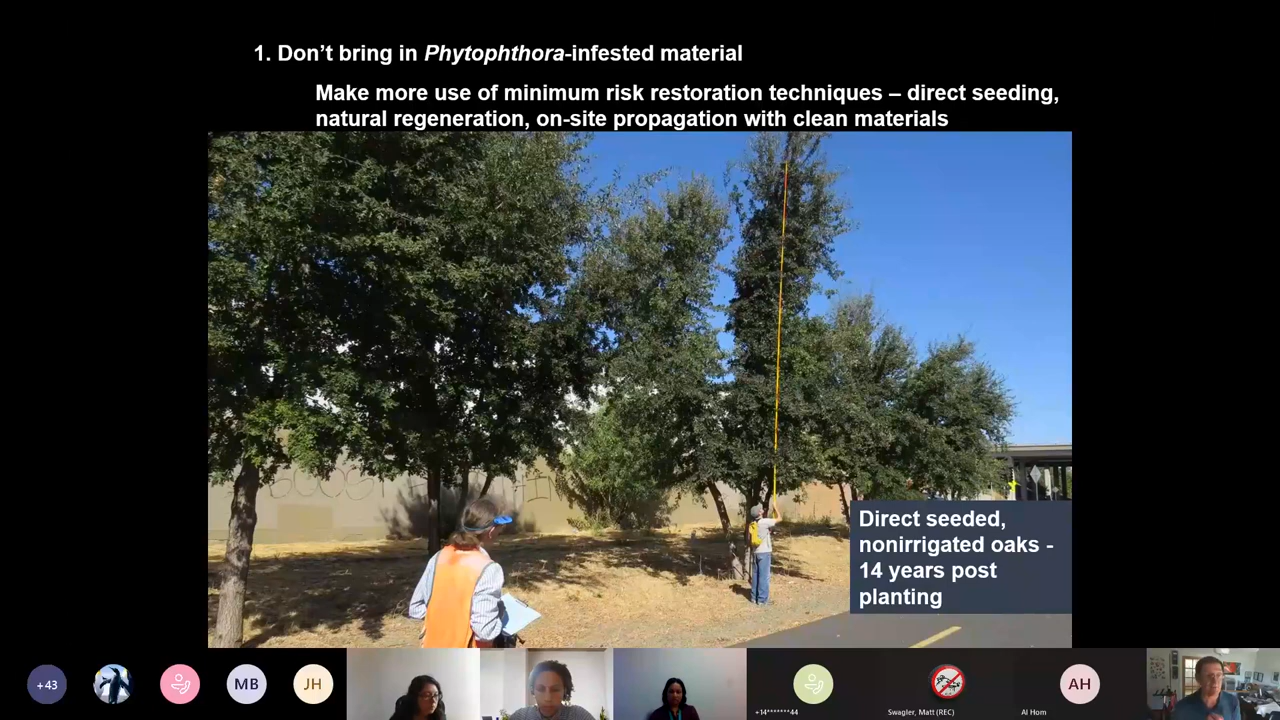 1. Don’t bring in Phytophthora-infested material
Make more use of minimum risk restoration techniques – direct seeding,
natural regeneration, on-site propagation with clean materials
Direct seeded,
nonirrigated oaks -
14 years post
planting
+43
MB
JH
+14*******44
Swagler, Matt (REC)
AH
Al Hom